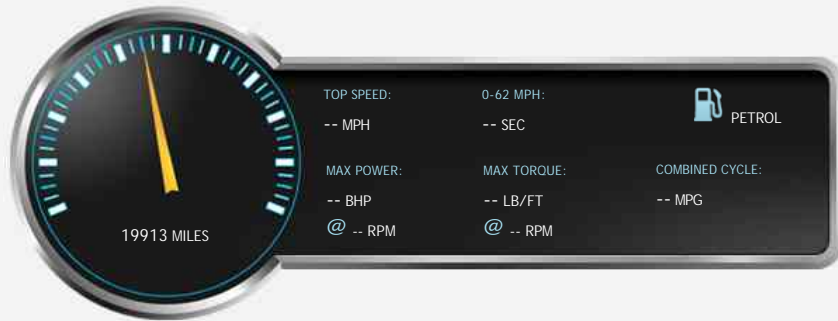 TOP SPEED:
-- MPH
0-62 MPH:
-- SEC
PETROL
MAX POWER:
-- BHP
@ -- RPM
MAX TORQUE:
-- LB/FT
@ -- RPM
COMBINED CYCLE:
-- MPG
19913 MILES